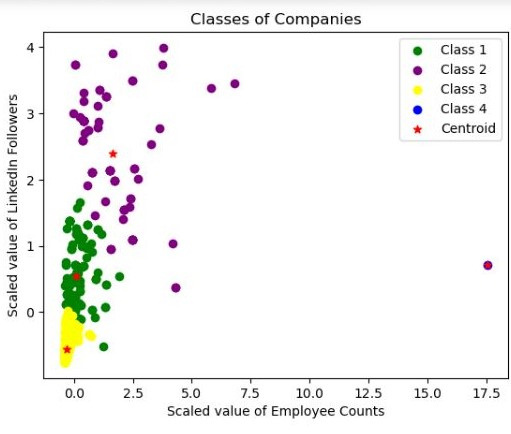 Classes of Companies
Class 1
Class 2
Class 3
Class 4
Centroid
Scaled value of LinkedIn Followers
4
3
2
1
0
0.0 2.5 5.0 7.5 10.0 12.5 15.0 17.5
Scaled value of Employee Counts